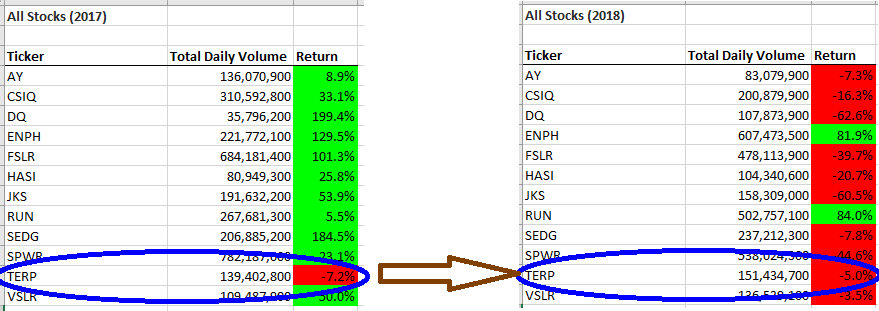 All Stocks (2017)
Ticker Total Daily Volume Return
AY 136,070,900 8.9%
CSIQ 310,592,800 33.1%
DQ 35,796,200 199.4%
ENPH 221,772,100 129.5%
FSLR 684,181,400 101.3%
HASI 80,949,300 25.8%
JKS 191,632,200 53.9%
RUN 267,681,300 5.5%
SEDG 206,885,200 184.5%
SPWR 782,187,000 23.1%
TERP 139,402,800 -7.2%
VSLR 109,487,900 50.0%
All Stocks (2018)
Ticker Total Daily Volume Return
AY 83,079,900 -7.3%
CSIQ 200,879,900 -16.3%
DQ 107,873,900 -62.6%
ENPH 607,473,500 81.9%
FSLR 478,113,900 -39.7%
HASI 104,340,600 -20.7%
JKS 158,309,000 -60.5%
RUN 502,757,100 84.0%
SEDG 237,212,300 -7.8%
SPWR 538,024,300 -44.6%
TERP 151,434,700 -5.0%
VSLR 136,539,100 -3.5%